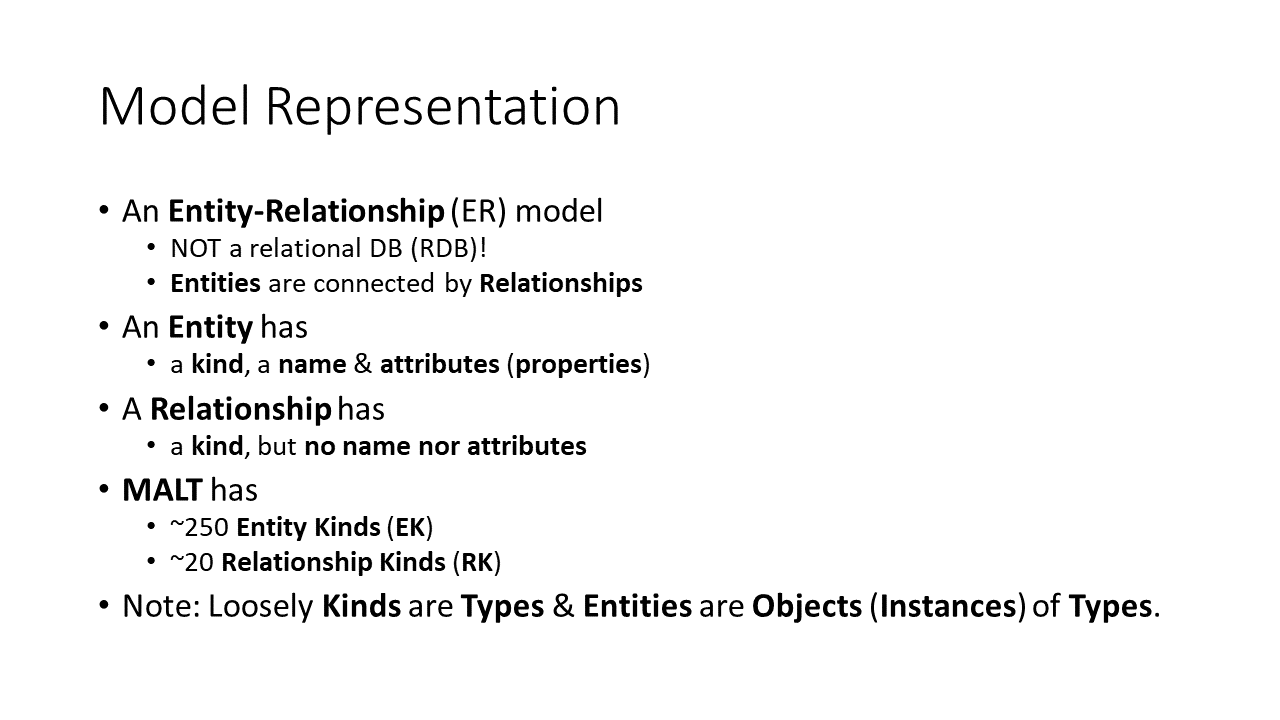 Model Representation
• An Entity-Relationship (ER) model
• NOT a relational DB (RDB)!
• Entities are connected by Relationships
• An Entity has
• a kind, a name & attributes (properties)
• A Relationship has
• a kind, but no name nor attributes
• MALT has
• ~250 Entity Kinds (EK)
• ~20 Relationship Kinds (RK)
• Note: Loosely Kinds are Types & Entities are Objects (Instances) of Types.